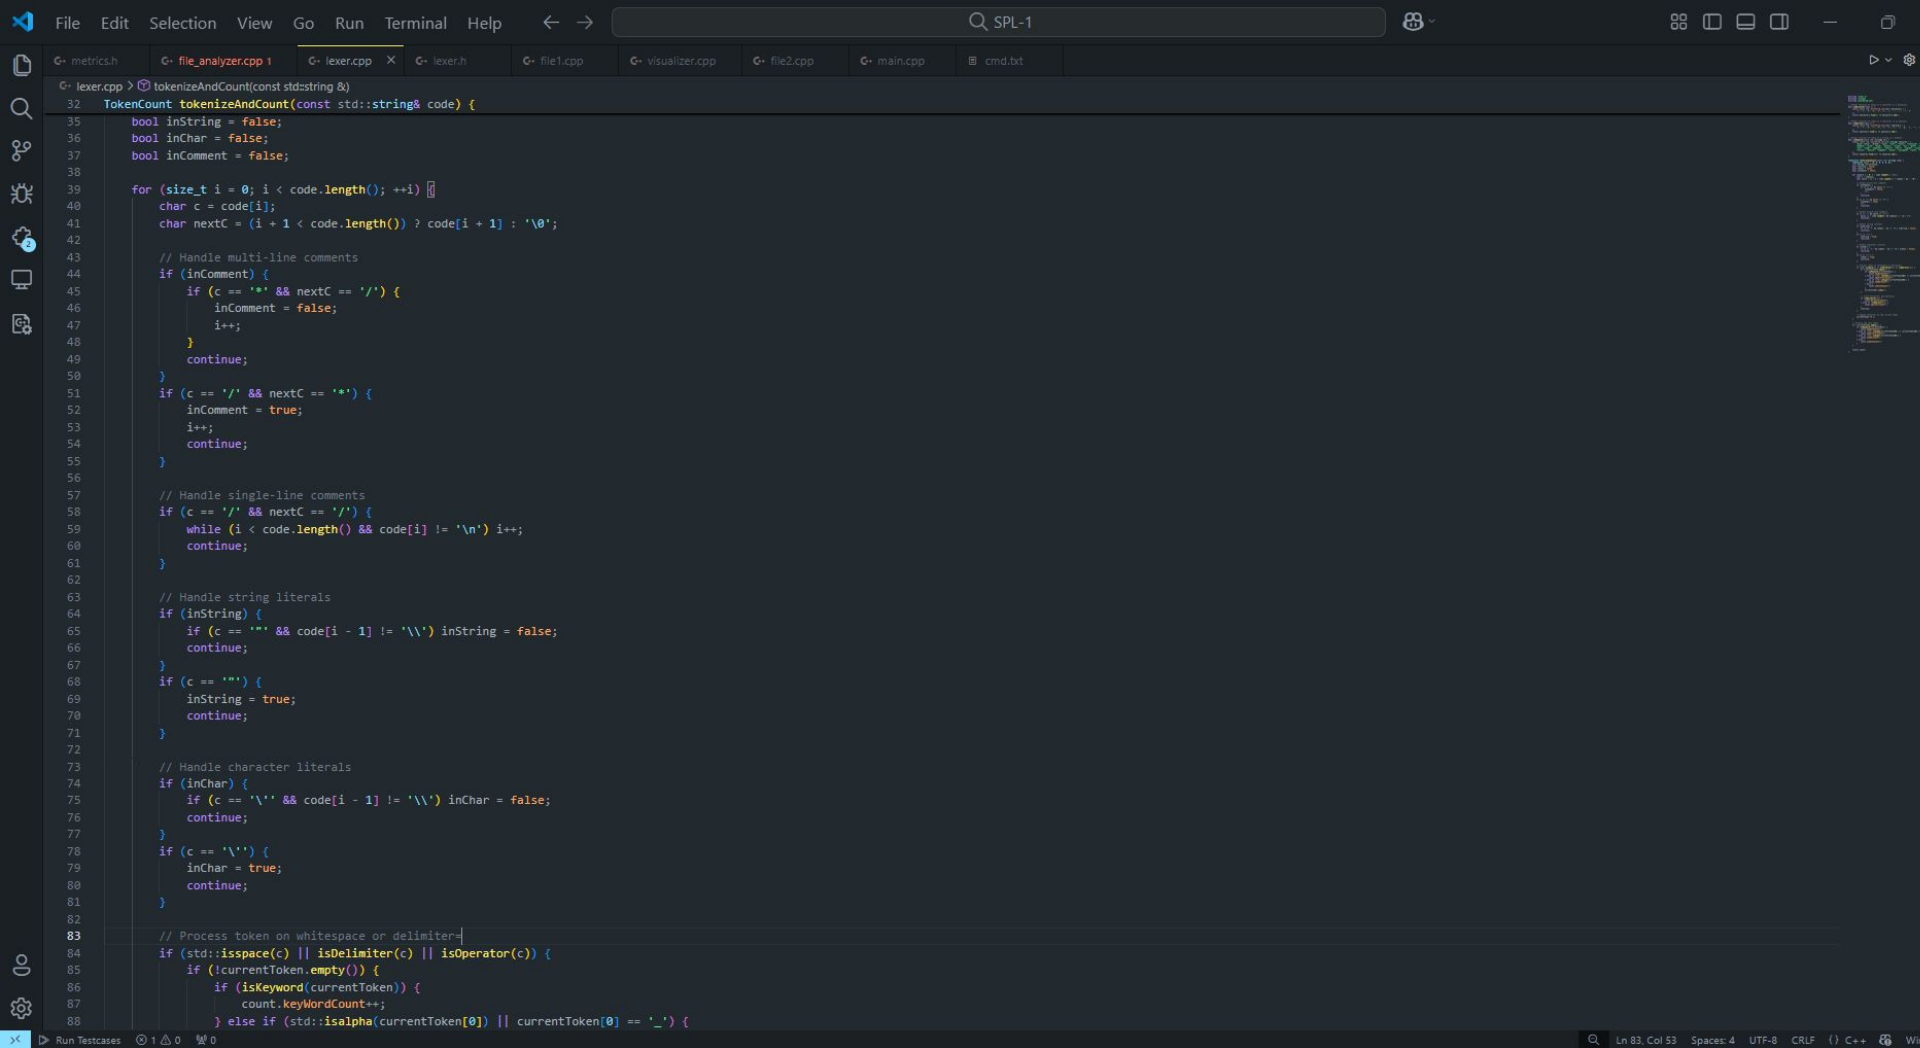 File Edit Selection View Go Run Terminal Help SPL-1
metrics.h file_analyzer.cpp 1 lexer.cpp lexer.h file1.cpp visualizer.cpp file2.cpp main.cpp cmd.txt
lexer.cpp > tokenizeAndCount(const std::string &)
32 TokenCount tokenizeAndCount(const std::string& code) {
35 bool inString = false;
36 bool inChar = false;
37 bool inComment = false;
38
39 for (size_t i = 0; i < code.length(); ++i) {
40 char c = code[i];
41 char nextC = (i + 1 < code.length()) ? code[i + 1] : '\0';
42
43 // Handle multi-line comments
44 if (inComment) {
45 if (c == '*' && nextC == '/') {
46 inComment = false;
47 i++;
48 }
49 continue;
50 }
51 if (c == '/' && nextC == '*') {
52 inComment = true;
53 i++;
54 continue;
55 }
56
57 // Handle single-line comments
58 if (c == '/' && nextC == '/') {
59 while (i < code.length() && code[i] != '\n') i++;
60 continue;
61 }
62
63 // Handle string literals
64 if (inString) {
65 if (c == '"' && code[i - 1] != '\\') inString = false;
66 continue;
67 }
68 if (c == '"') {
69 inString = true;
70 continue;
71 }
72
73 // Handle character literals
74 if (inChar) {
75 if (c == '\'' && code[i - 1] != '\\') inChar = false;
76 continue;
77 }
78 if (c == '\'') {
79 inChar = true;
80 continue;
81 }
82
83 // Process token on whitespace or delimiter=
84 if (std::isspace(c) || isDelimiter(c) || isOperator(c)) {
85 if (!currentToken.empty()) {
86 if (isKeyword(currentToken)) {
87 count.keyWordCount++;
88 } else if (std::isalpha(currentToken[0]) || currentToken[0] == '_') {
2
Run Testcases 1 0 0 Ln 83, Col 53 Spaces: 4 UTF-8 CRLF {} C++ Wi